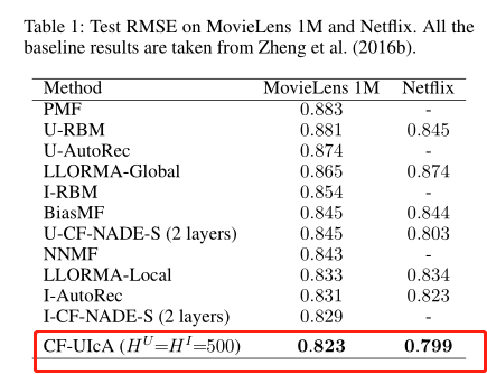 Table 1: Test RMSE on MovieLens 1M and Netflix. All the
baseline results are taken from Zheng et al. (2016b).
Method MovieLens 1M Netflix
PMF 0.883 -
U-RBM 0.881 0.845
U-AutoRec 0.874 -
LLORMA-Global 0.865 0.874
I-RBM 0.854 -
BiasMF 0.845 0.844
U-CF-NADE-S (2 layers) 0.845 0.803
NNMF 0.843 -
LLORMA-Local 0.833 0.834
I-AutoRec 0.831 0.823
I-CF-NADE-S (2 layers) 0.829 -
CF-UIcA (H^U=H^I=500) 0.823 0.799